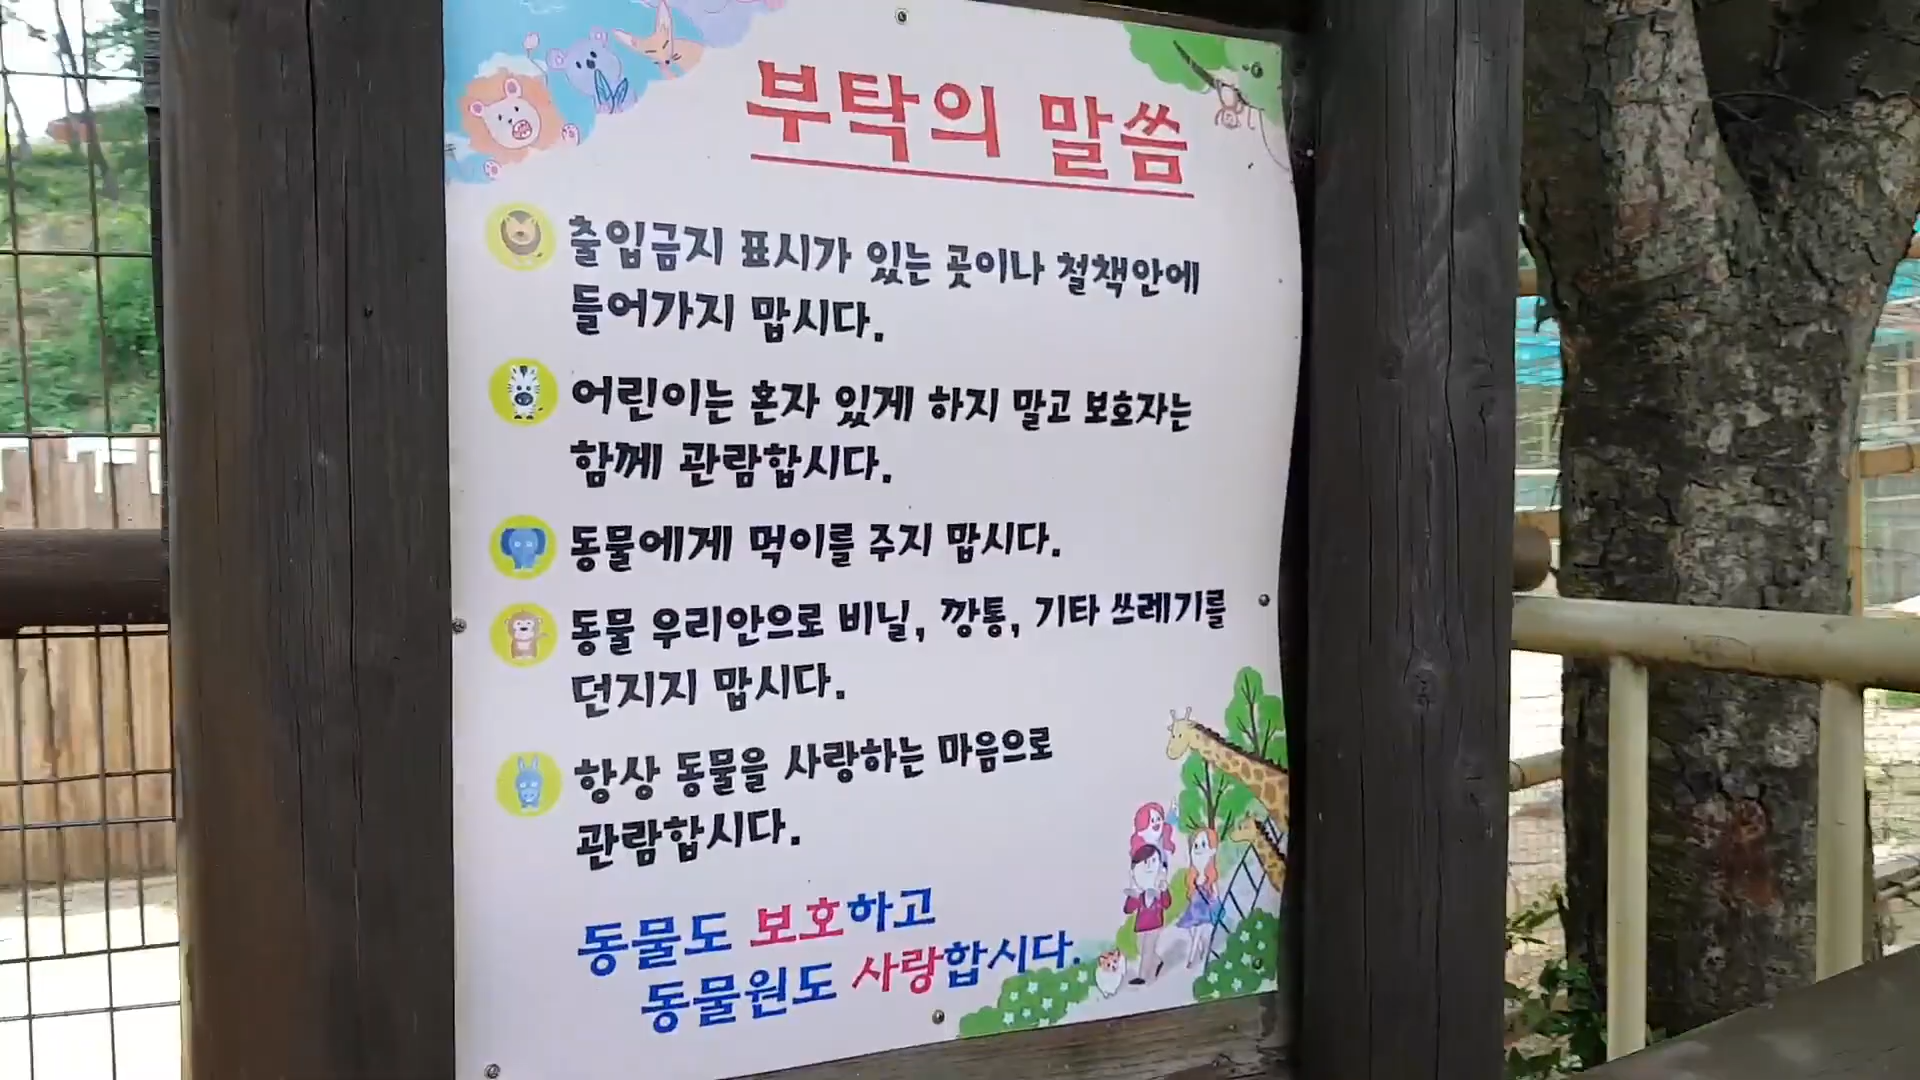 부탁의 말씀
출입금지 표시가 있는 곳이나 철책안에
들어가지 맙시다.
어린이는 혼자 있게 하지 말고 보호자는
함께 관람합시다.
동물에게 먹이를 주지 맙시다.
동물 우리안으로 비닐, 깡통, 기타 쓰레기를
던지지 맙시다.
항상 동물을 사랑하는 마음으로
관람합시다.
동물도 보호하고
동물원도 사랑합시다.